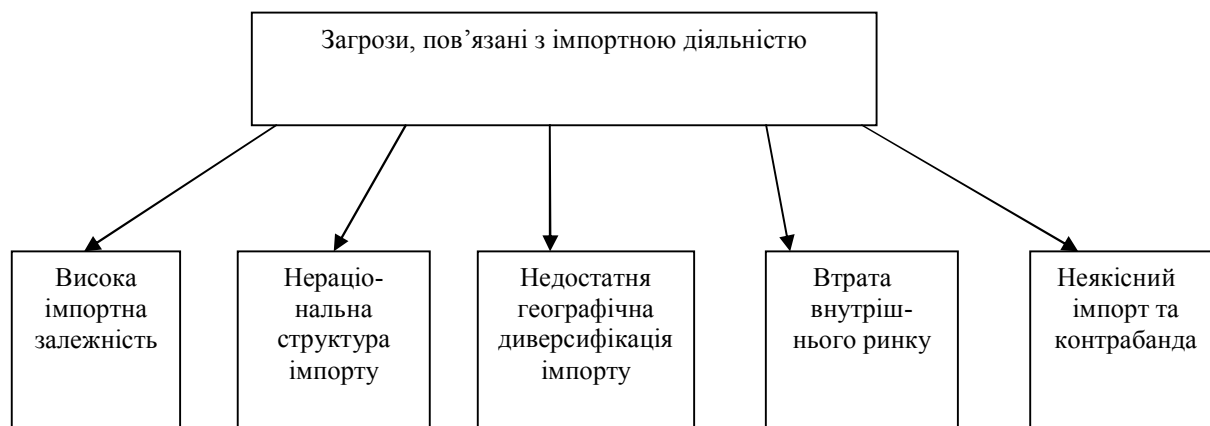 Загрози, пов’язані з імпортною діяльністю
Висока
імпортна
залежність
Нераціо-
нальна
структура
імпорту
Недостатня
географічна
диверсифікація
імпорту
Втрата
внутріш-
нього ринку
Неякісний
імпорт та
контрабанда